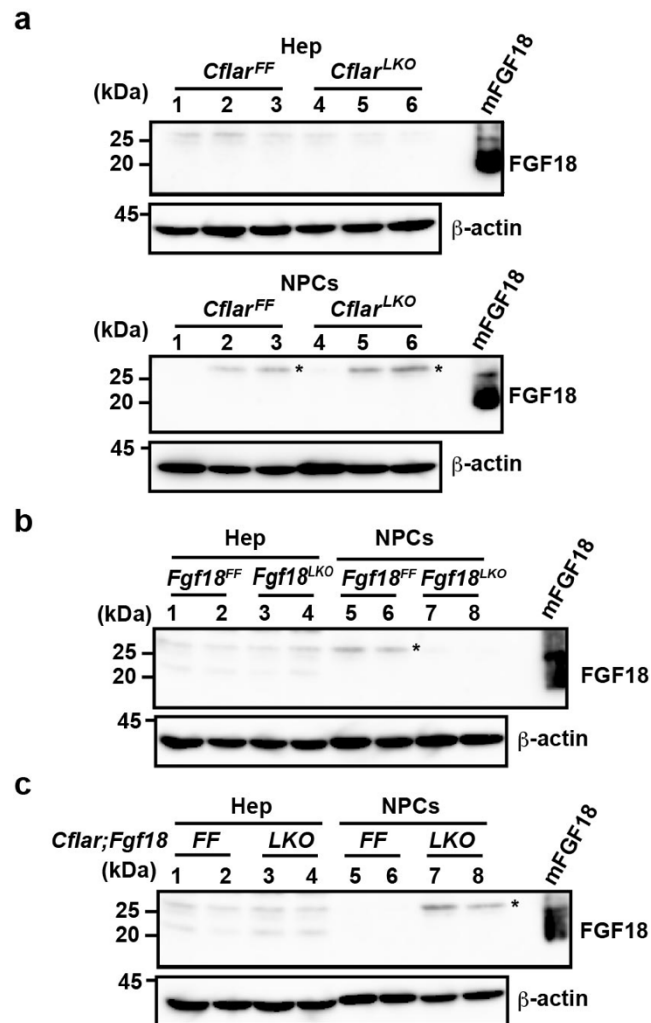 a
Hep
Cflar^FF Cflar^LKO
(kDa) 1 2 3 4 5 6 mFGF18
25
20 FGF18
45
β-actin
NPCs
Cflar^FF Cflar^LKO
(kDa) 1 2 3 4 5 6 mFGF18
25 * *
20 FGF18
45
β-actin
b
Hep NPCs
Fgf18^FF Fgf18^LKO Fgf18^FF Fgf18^LKO
(kDa) 1 2 3 4 5 6 7 8 mFGF18
25 *
20 FGF18
45
β-actin
c
Hep NPCs
Cflar;Fgf18 FF LKO FF LKO
(kDa) 1 2 3 4 5 6 7 8 mFGF18
25 *
20 FGF18
45
β-actin